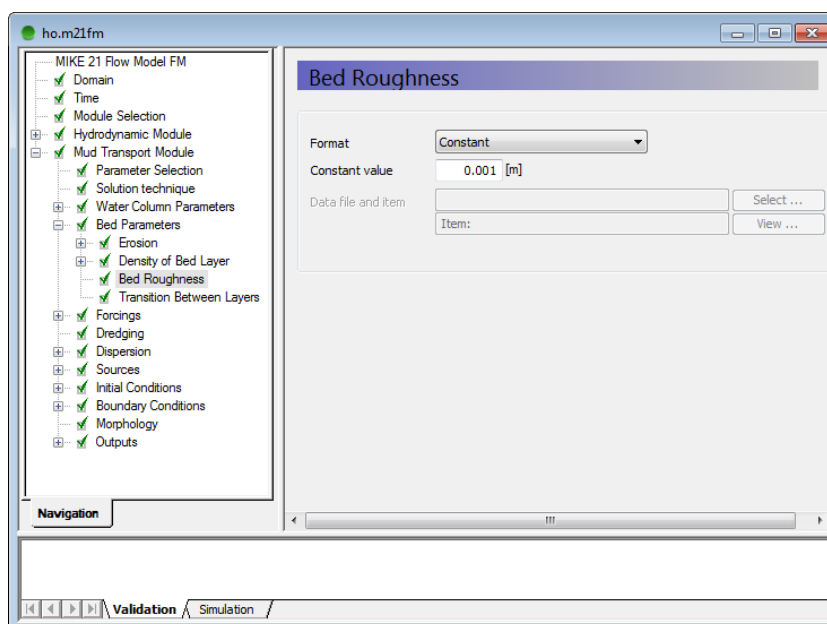 ho.m21fm
MIKE 21 Flow Model FM
Domain
Time
Module Selection
Hydrodynamic Module
Mud Transport Module
Parameter Selection
Solution technique
Water Column Parameters
Bed Parameters
Erosion
Density of Bed Layer
Bed Roughness
Transition Between Layers
Forcings
Dredging
Dispersion
Sources
Initial Conditions
Boundary Conditions
Morphology
Outputs
Navigation
Bed Roughness
Format Constant
Constant value 0.001 [m]
Data file and item Select ...
Item: View ...
Validation Simulation